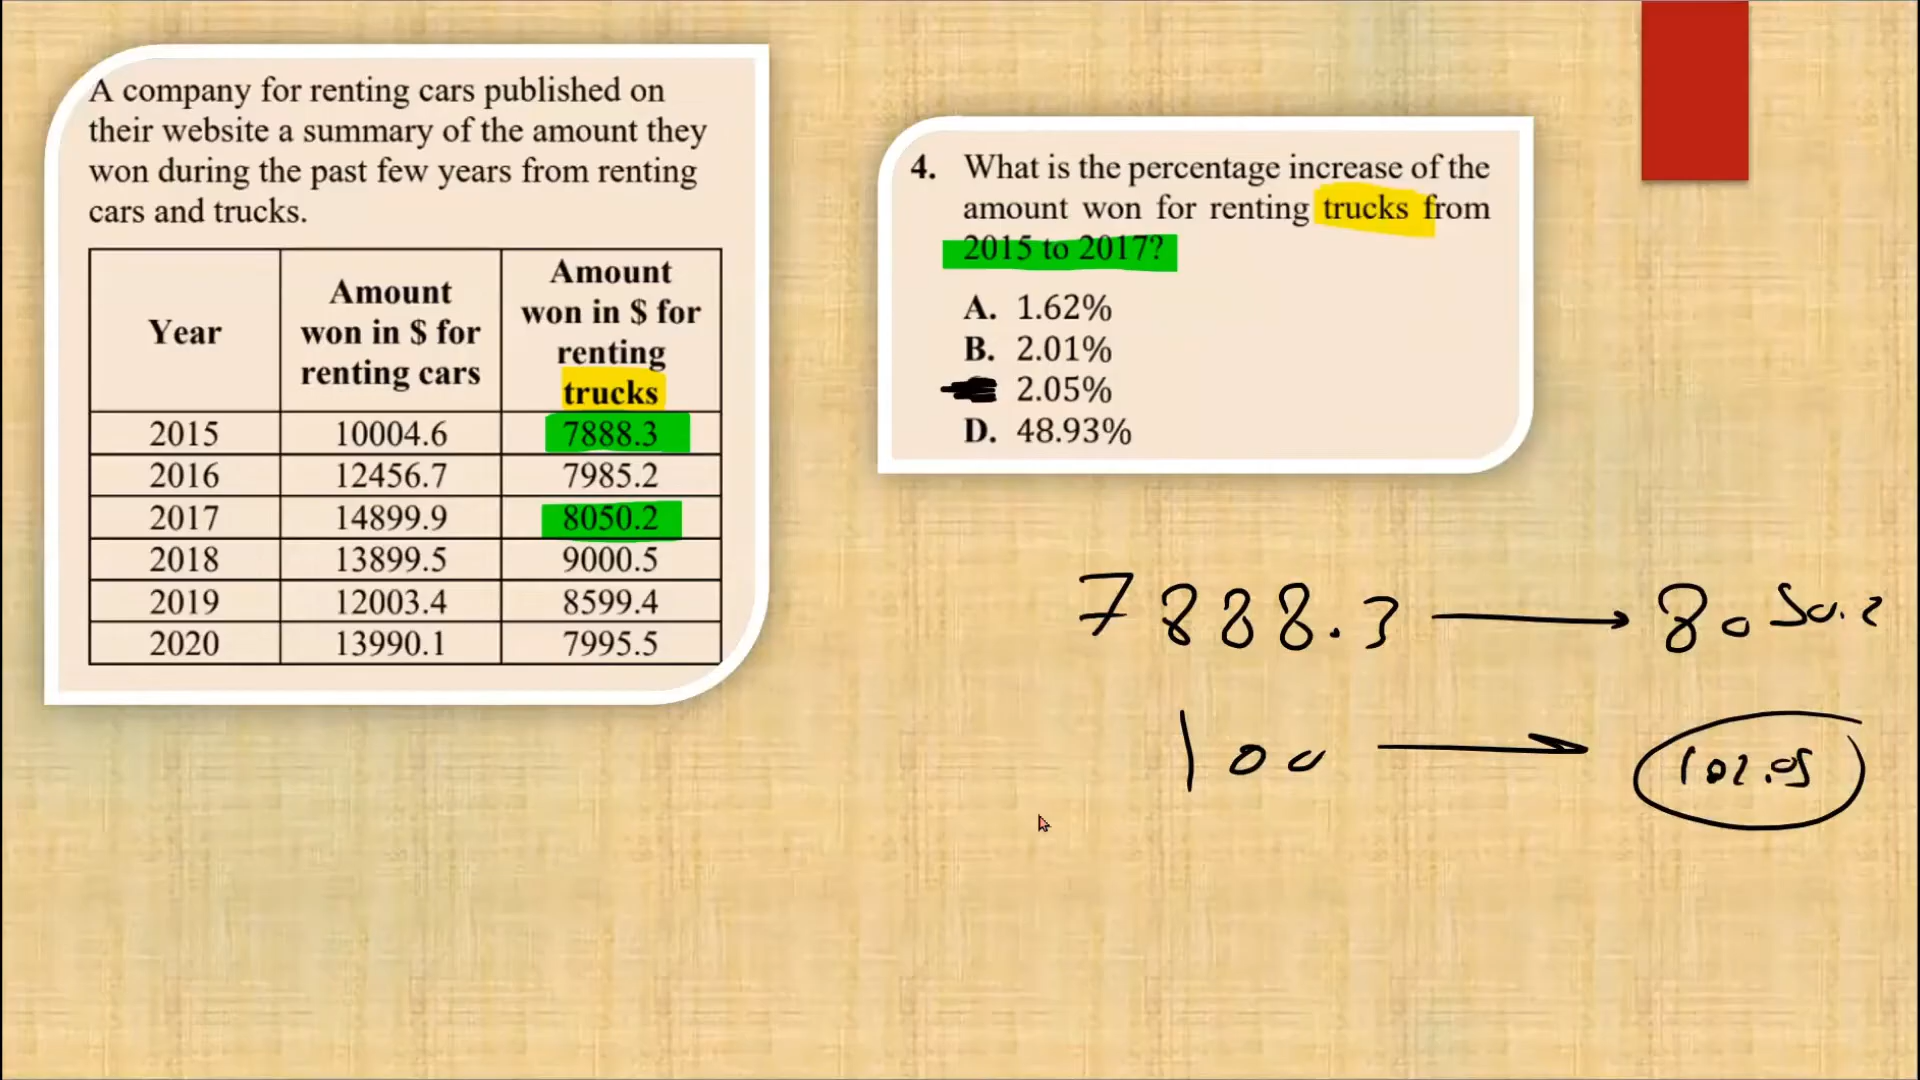 A company for renting cars published on
their website a summary of the amount they
won during the past few years from renting
cars and trucks.
Year
Amount
won in $ for
renting cars
Amount
won in $ for
renting
trucks
2015 10004.6 7888.3
2016 12456.7 7985.2
2017 14899.9 8050.2
2018 13899.5 9000.5
2019 12003.4 8599.4
2020 13990.1 7995.5
4. What is the percentage increase of the
amount won for renting trucks from
2015 to 2017?
A. 1.62%
B. 2.01%
2.05%
D. 48.93%
7888.3 → 8050.2
100 → 102.05